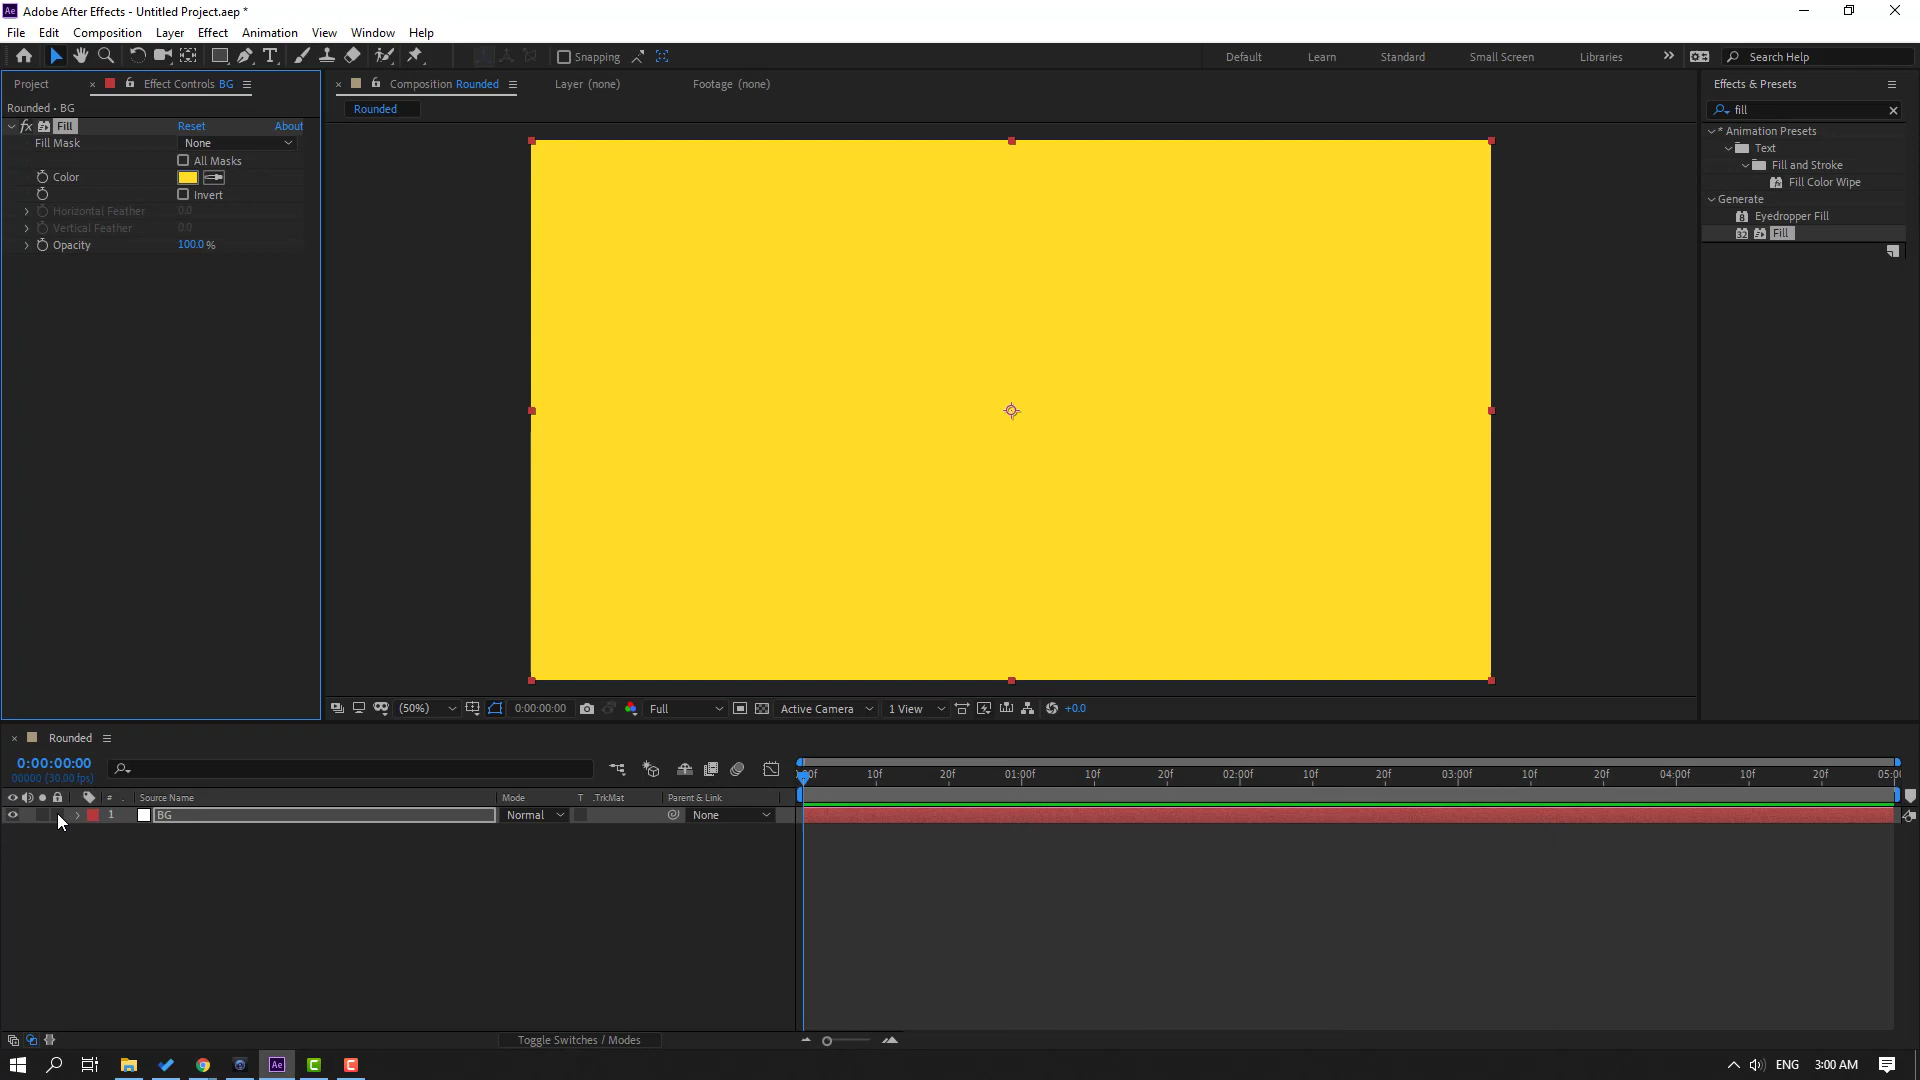 Ae Adobe After Effects - Untitled Project.aep *
File Edit Composition Layer Effect Animation View Window Help
Snapping Default Learn Standard Small Screen Libraries Search Help
Project Effect Controls BG Composition Rounded Layer (none) Footage (none) Effects & Presets
Rounded • BG
Rounded
fill
fx Fill Reset About
Fill Mask None
All Masks
Color
Invert
Horizontal Feather 0.0
Vertical Feather 0.0
Opacity 100.0 %
* Animation Presets
Text
Fill and Stroke
Fill Color Wipe
Generate
Eyedropper Fill
Fill
(50%) 0:00:00:00 Full Active Camera 1 View +0.0
Rounded
0:00:00:00
00000 (30.00 fps)
:00f 10f 20f 01:00f 10f 20f 02:00f 10f 20f 03:00f 10f 20f 04:00f 10f 20f 05:00
# . Source Name Mode T .TrkMat Parent & Link
1 BG Normal None
Toggle Switches / Modes
Ae ENG 3:00 AM